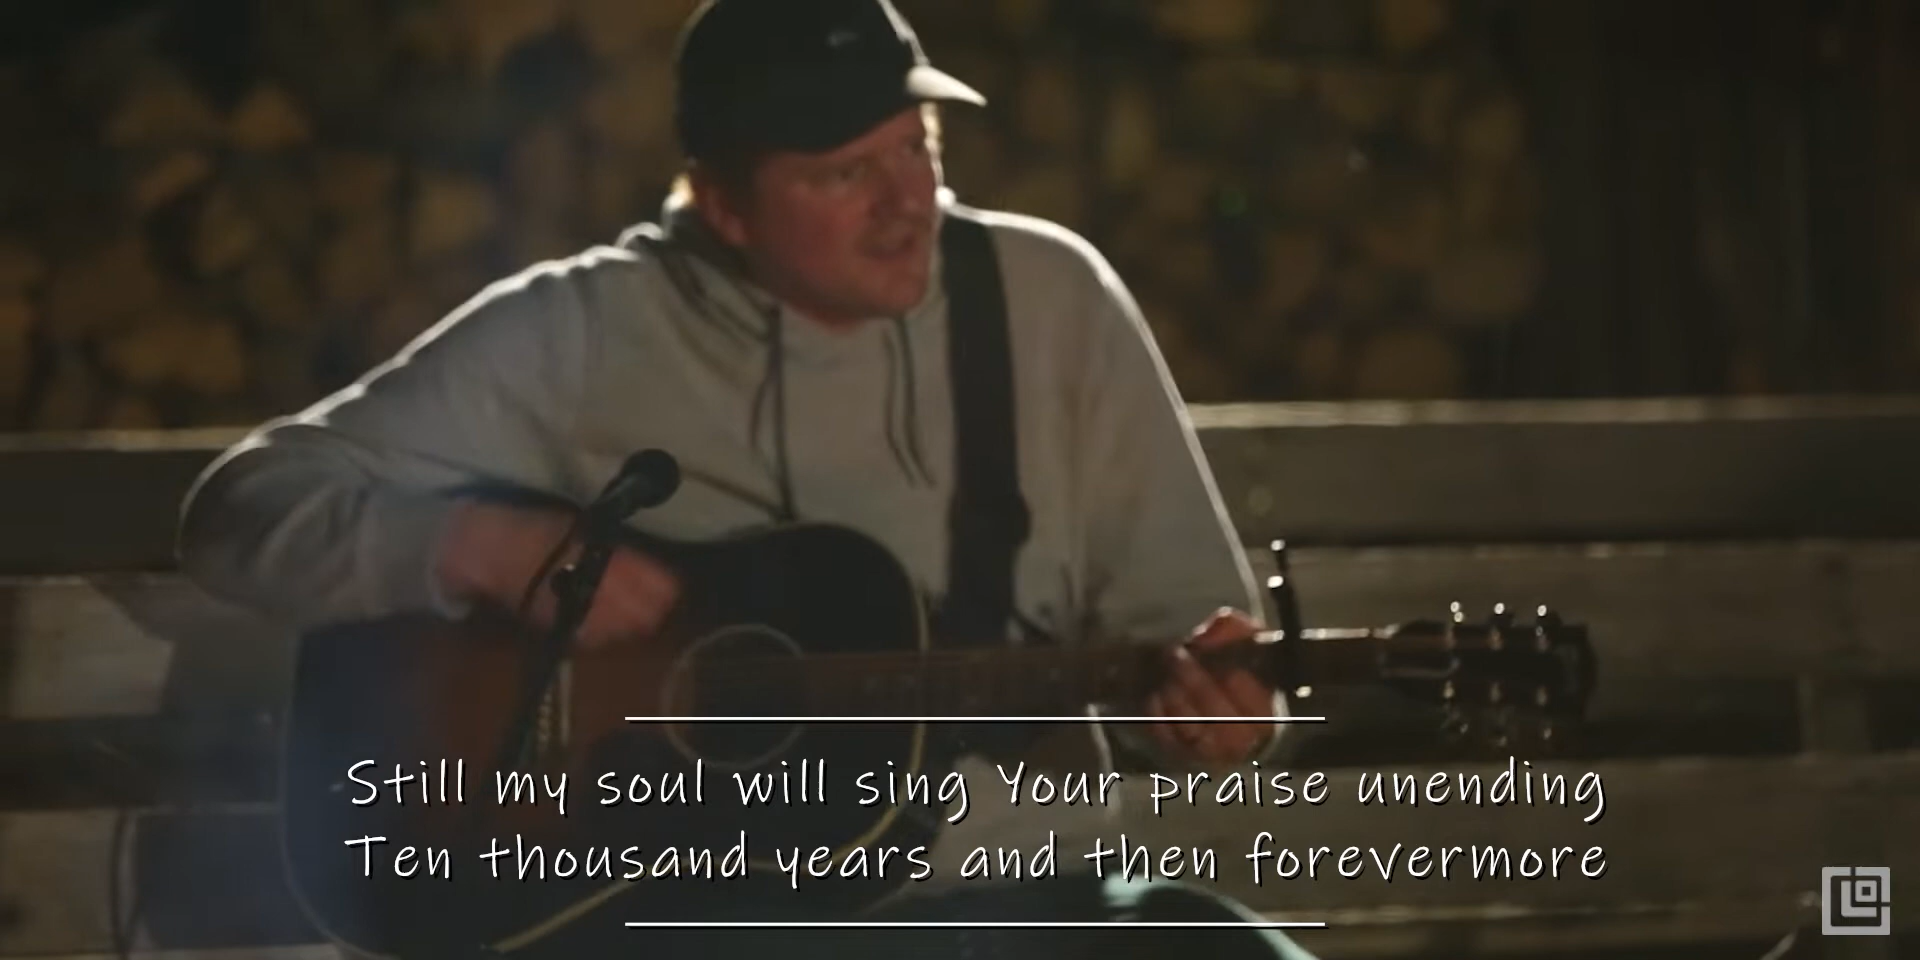 Still my soul will sing Your praise unending
Ten thousand years and then forevermore